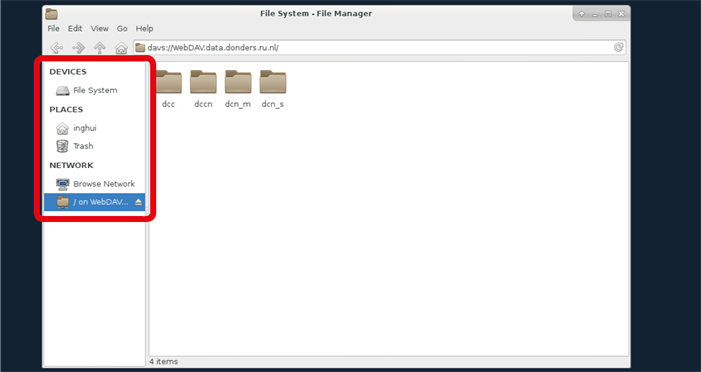 File System - File Manager
File Edit View Go Help
davs://WebDAV.data.donders.ru.nl/
DEVICES
File System
PLACES
inghui
Trash
NETWORK
Browse Network
/ on WebDAV...
dcc dccn dcn_m dcn_s
4 items